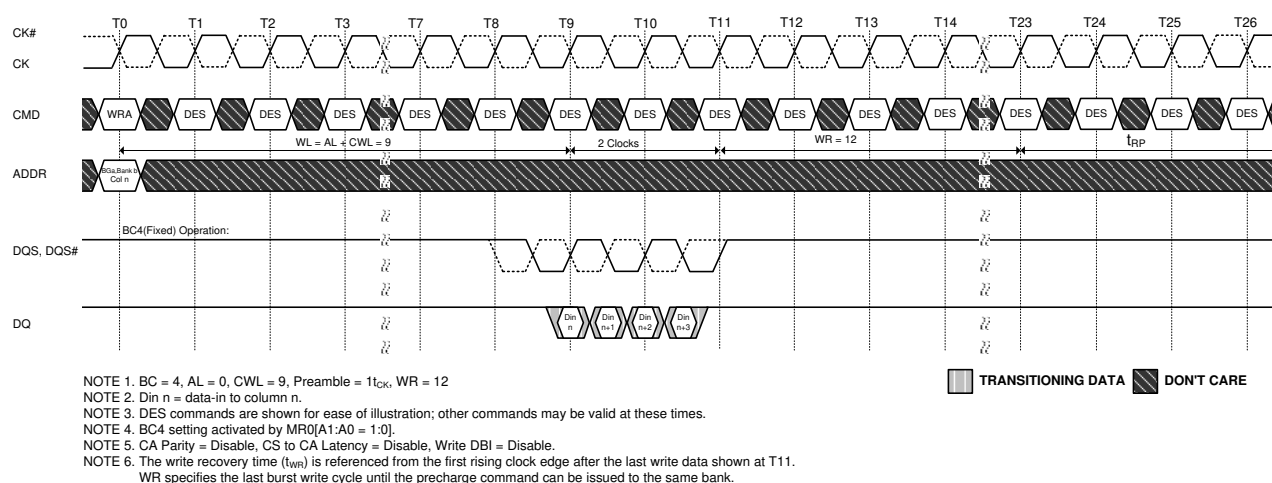 T0 T1 T2 T3 T7 T8 T9 T10 T11 T12 T13 T14 T23 T24 T25 T26
CK#
CK
CMD WRA DES DES DES DES DES DES DES DES DES DES DES DES DES DES DES
WL = AL + CWL = 9 2 Clocks WR = 12 tRP
ADDR BGa,Bank b
Col n
BC4(Fixed) Operation:
DQS, DQS#
DQ
Din n Din n+1 Din n+2 Din n+3
NOTE 1. BC = 4, AL = 0, CWL = 9, Preamble = 1tCK, WR = 12
NOTE 2. Din n = data-in to column n.
NOTE 3. DES commands are shown for ease of illustration; other commands may be valid at these times.
NOTE 4. BC4 setting activated by MR0[A1:A0 = 1:0].
NOTE 5. CA Parity = Disable, CS to CA Latency = Disable, Write DBI = Disable.
NOTE 6. The write recovery time (tWR) is referenced from the first rising clock edge after the last write data shown at T11.
WR specifies the last burst write cycle until the precharge command can be issued to the same bank.
TRANSITIONING DATA DON'T CARE